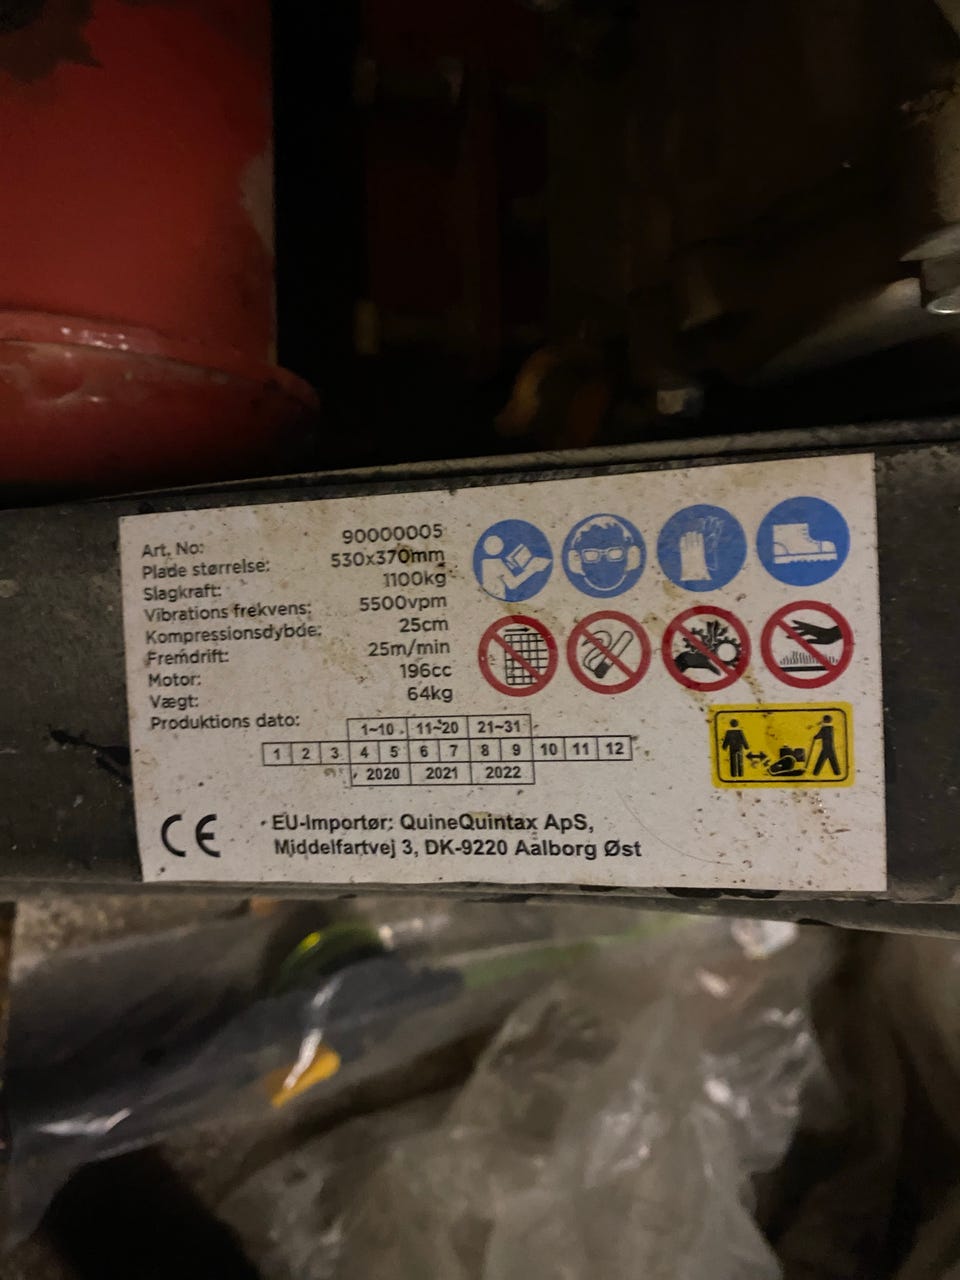 Art. No: 90000005
Plade størrelse: 530x370mm
Slagkraft: 1100kg
Vibrations frekvens: 5500vpm
Kompressionsdybde: 25cm
Fremdrift: 25m/min
Motor: 196cc
Vægt: 64kg
Produktions dato:
1~10 11~20 21~31
1 2 3 4 5 6 7 8 9 10 11 12
2020 2021 2022
CE
EU-Importør: QuineQuintax ApS,
Middelfartvej 3, DK-9220 Aalborg Øst